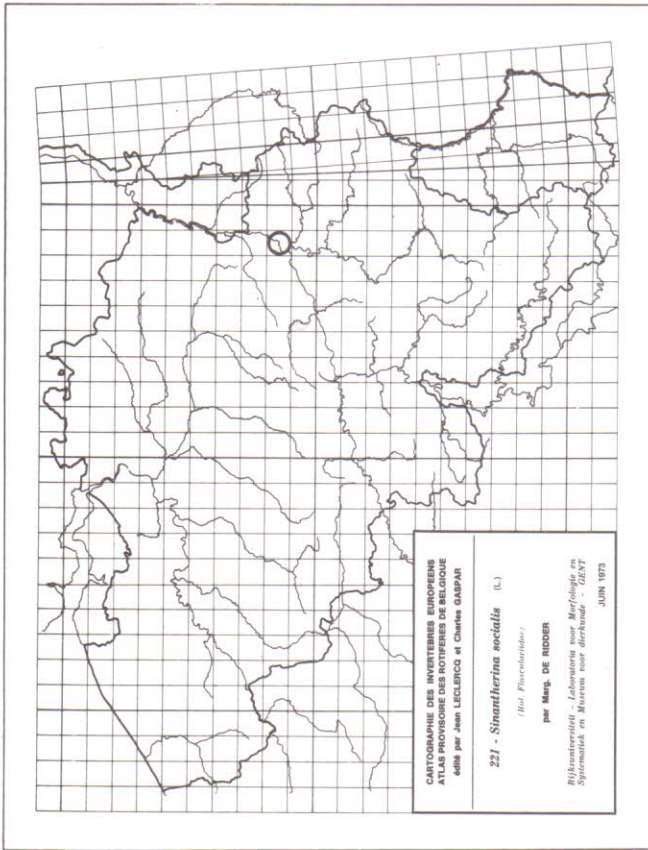 CARTOGRAPHIE DES INVERTEBRES EUROPEENS
ATLAS PROVISOIRE DES ROTIFERES DE BELGIQUE
édité par Jean LECLERCQ et Charles GASPAR
221 - Sinantherina socialis (L.)
(Rot. Flosculariidae)
par Marg. DE RIDDER
Rijksuniversiteit - Laboratoria voor Morfologie en
Systematiek en Museum voor dierkunde - GENT
JUIN 1973